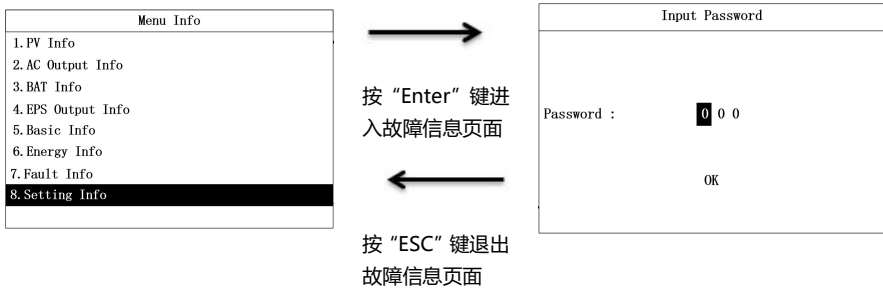 Menu Info
1.PV Info
2.AC Output Info
3.BAT Info
4.EPS Output Info
5.Basic Info
6.Energy Info
7.Fault Info
8.Setting Info
按“Enter”键进
入故障信息页面
按“ESC”键退出
故障信息页面
Input Password
Password : 0 0 0
OK